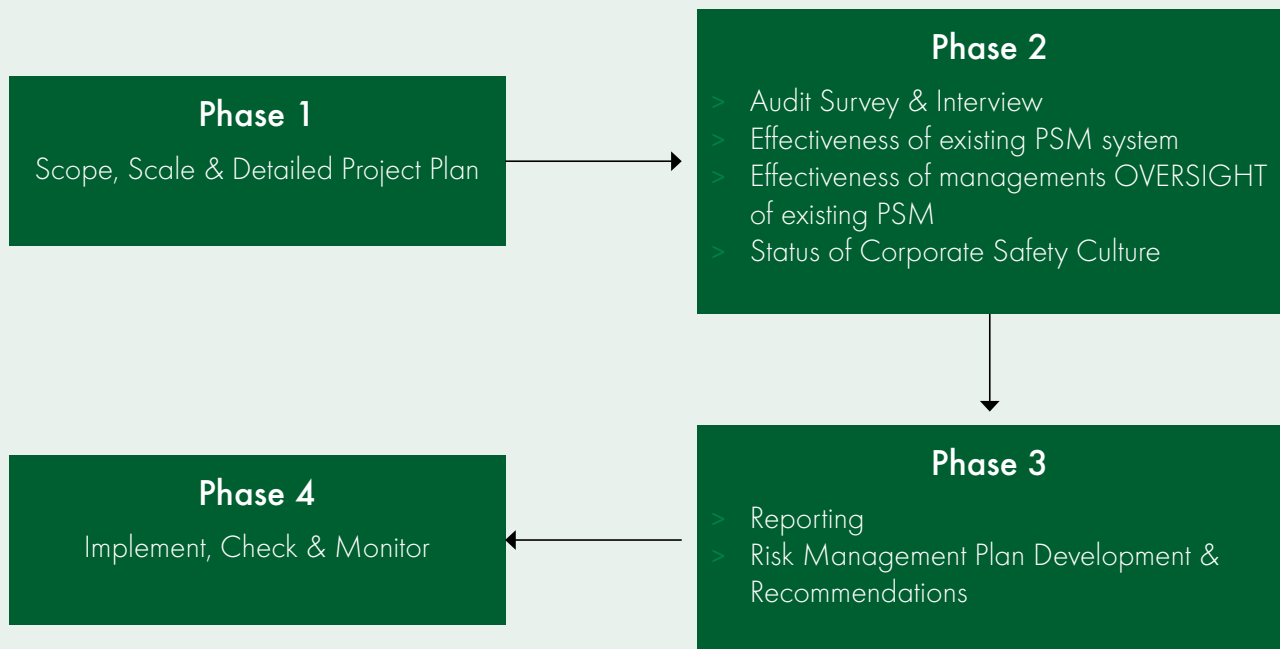 Phase 1
Scope, Scale & Detailed Project Plan
Phase 2
> Audit Survey & Interview
> Effectiveness of existing PSM system
> Effectiveness of managements OVERSIGHT
of existing PSM
> Status of Corporate Safety Culture
Phase 3
> Reporting
> Risk Management Plan Development &
Recommendations
Phase 4
Implement, Check & Monitor